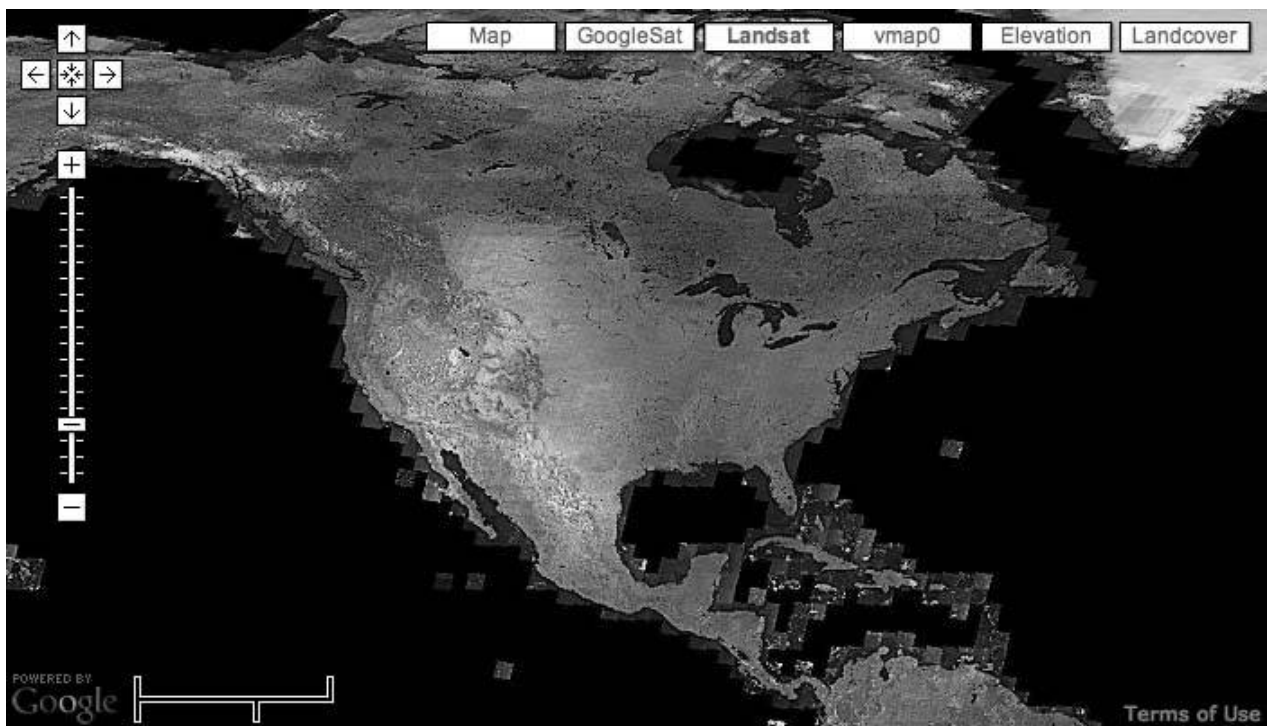 Map
GoogleSat
Landsat
vmap0
Elevation
Landcover
POWERED BY
Google
Terms of Use